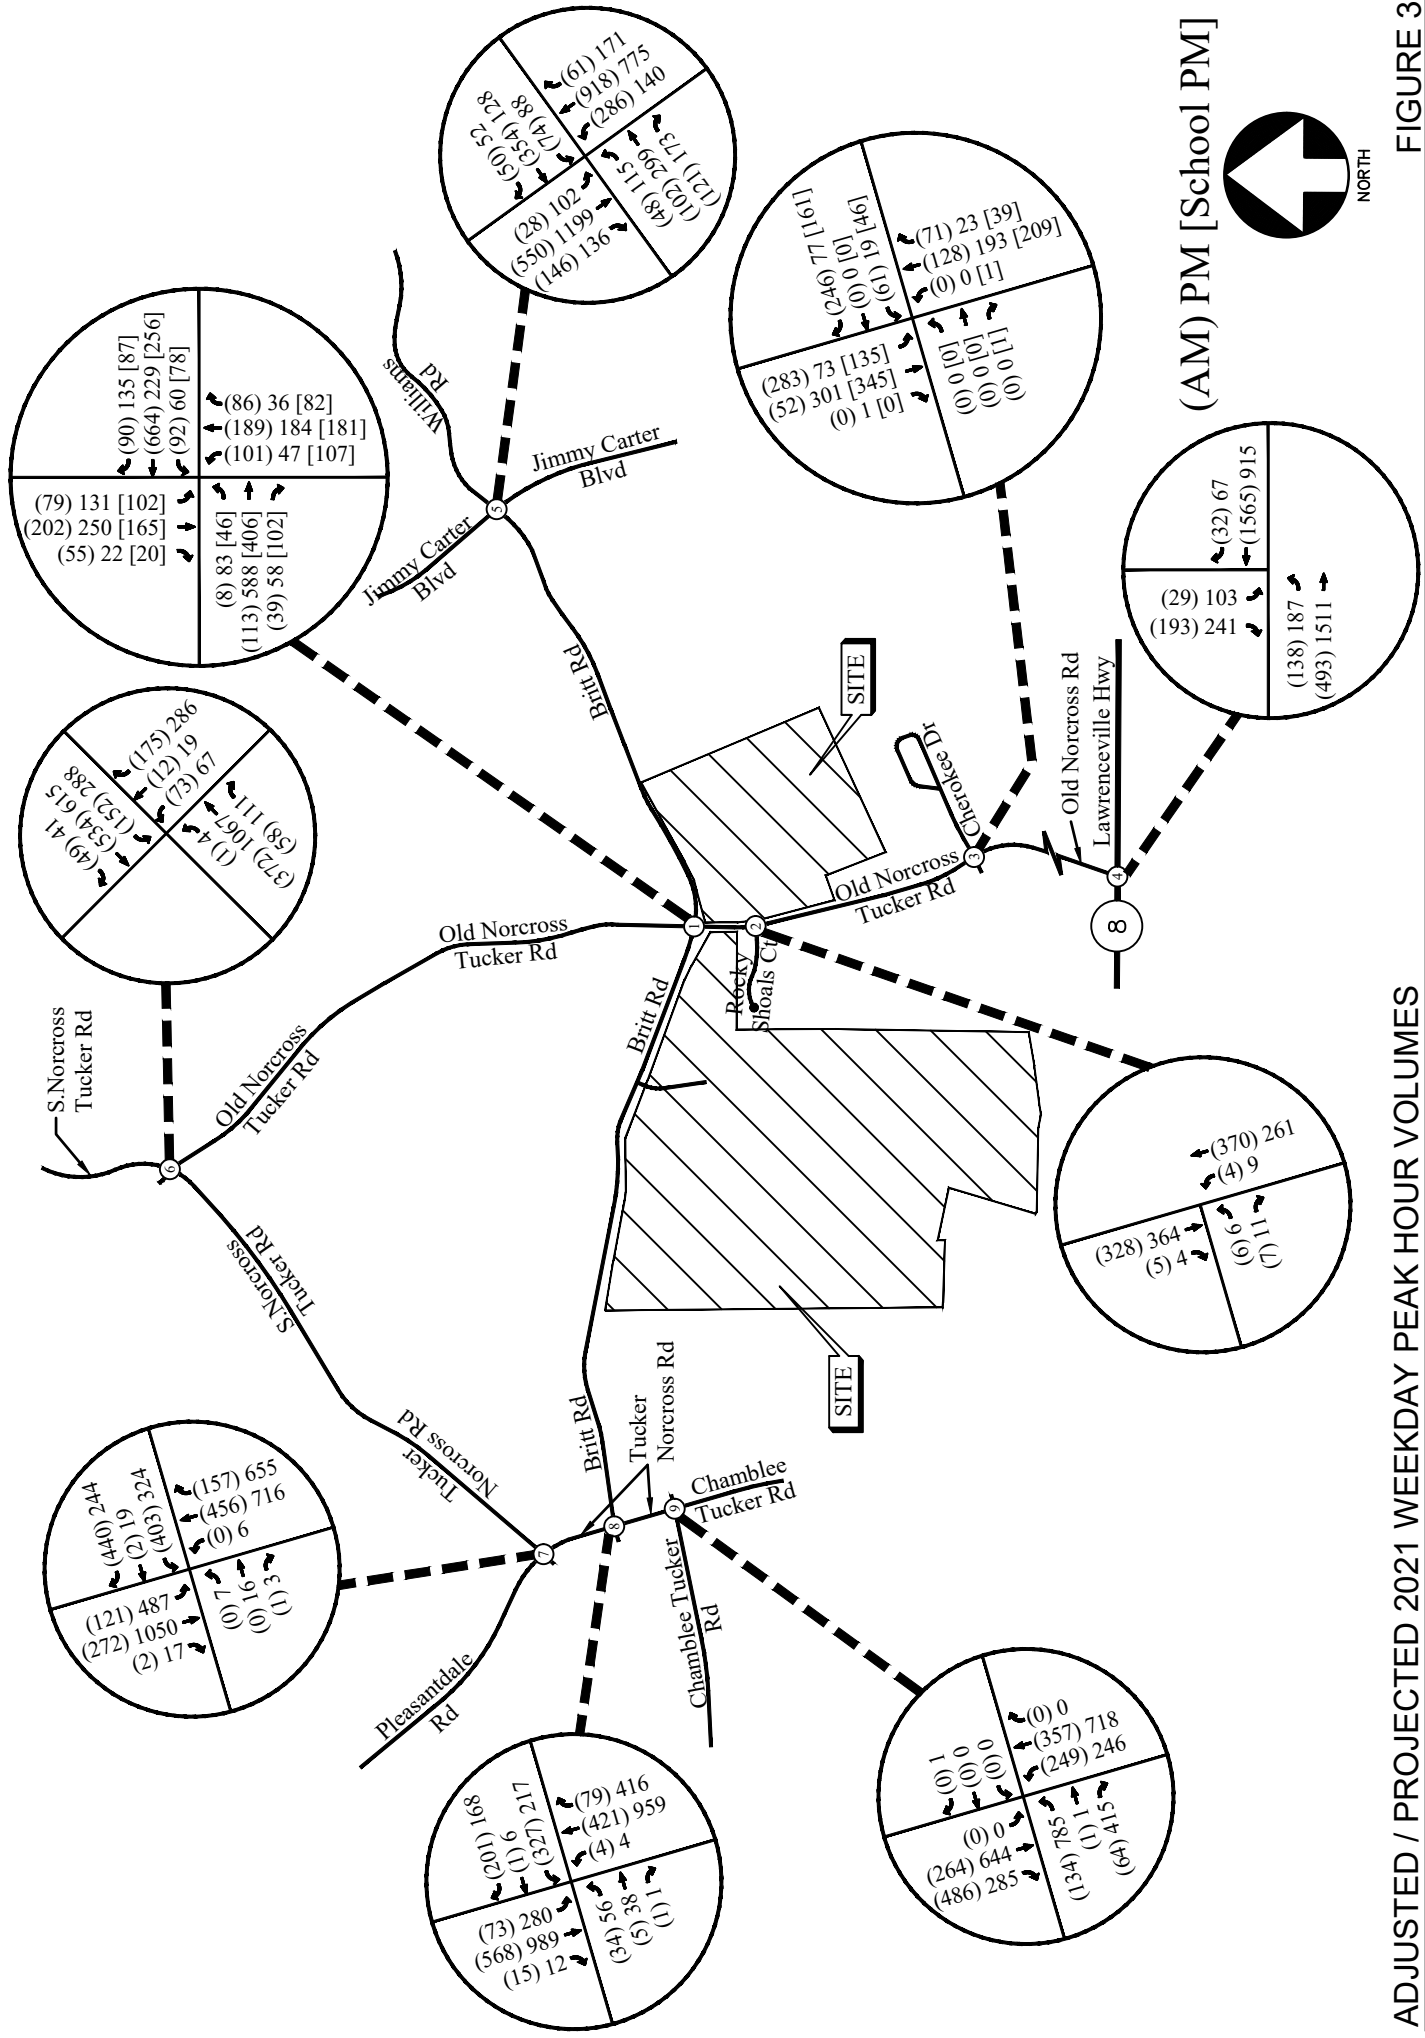 (90) 135 [87]
(664) 229 [256]
(92) 60 [78]
(86) 36 [82]
(189) 184 [181]
(101) 47 [107]
(79) 131 [102]
(202) 250 [165]
(55) 22 [20]
(8) 83 [46]
(113) 588 [406]
(39) 58 [102]
(50) 52
(354) 128
(74) 88
(61) 171
(918) 775
(286) 140
(28) 102
(550) 1199
(146) 136
(48) 115
(102) 299
(121) 173
(246) 77 [161]
(0) 0 [0]
(61) 19 [46]
(71) 23 [39]
(128) 193 [209]
(0) 0 [1]
(283) 73 [135]
(52) 301 [345]
(0) 1 [0]
(0) 0 [0]
(0) 0 [0]
(0) 0 [1]
(32) 67
(1565) 915
(29) 103
(193) 241
(138) 187
(493) 1511
(49) 41
(534) 615
(152) 288
(175) 286
(12) 19
(73) 67
(1) 4
(372) 1067
(58) 111
(370) 261
(4) 9
(328) 364
(5) 4
(6) 6
(7) 11
(440) 244
(2) 19
(403) 324
(157) 655
(456) 716
(0) 6
(121) 487
(272) 1050
(2) 17
(0) 7
(0) 16
(1) 3
(201) 168
(1) 6
(327) 217
(79) 416
(421) 959
(4) 4
(73) 280
(568) 989
(15) 12
(34) 56
(5) 38
(1) 1
(0) 1
(0) 0
(0) 0
(0) 0
(357) 718
(249) 246
(0) 0
(264) 644
(486) 285
(134) 785
(1) 1
(64) 415
Williams
Rd
Jimmy Carter
Blvd
Jimmy Carter
Blvd
5
Britt Rd
SITE
Cherokee Dr
3
Old Norcross Rd
Lawrenceville Hwy
4
8
Old Norcross
Tucker Rd
1
2
Rocky
Shoals Ct
Old Norcross
Tucker Rd
Britt Rd
Old Norcross
Tucker Rd
S.Norcross
Tucker Rd
6
S.Norcross
Tucker Rd
Tucker
Norcross Rd
SITE
Britt Rd
Tucker
Norcross Rd
7
8
9
Pleasantdale
Rd
Chamblee
Tucker Rd
Chamblee Tucker
Rd
(AM) PM [School PM]
NORTH
ADJUSTED / PROJECTED 2021 WEEKDAY PEAK HOUR VOLUMES
FIGURE 3